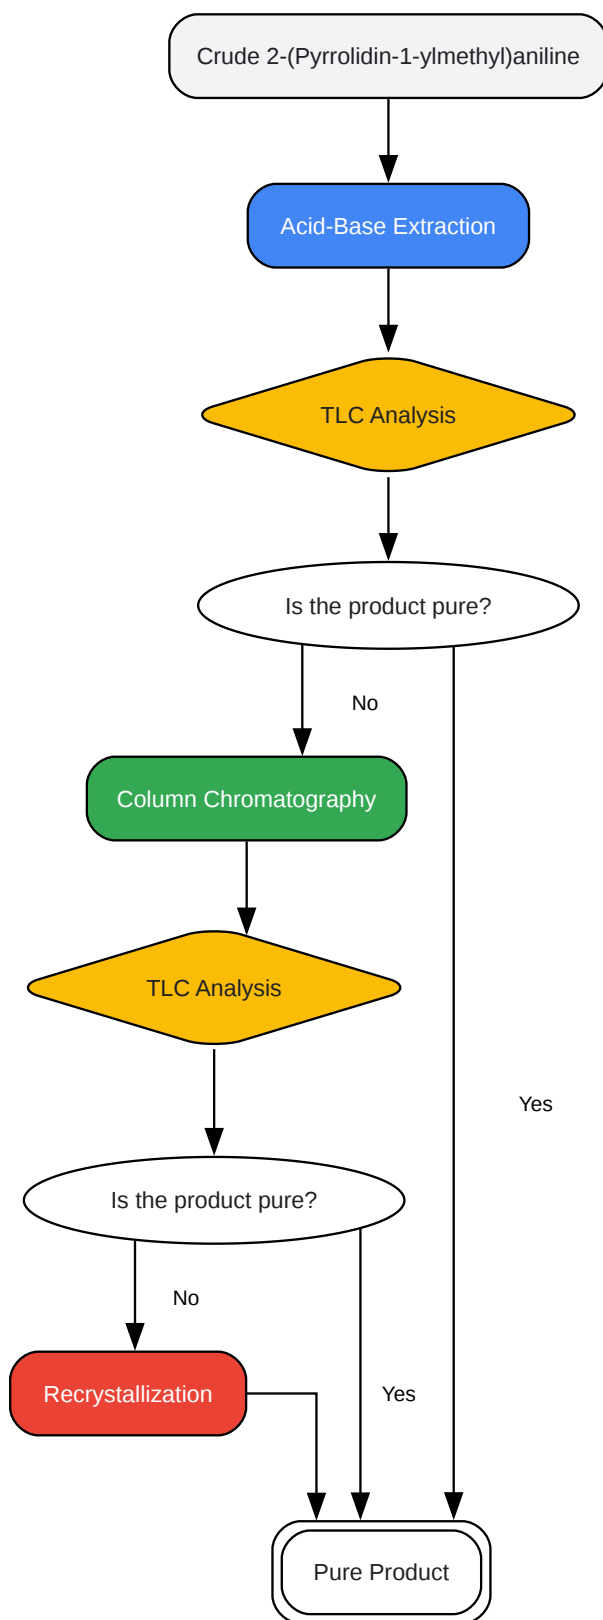 Crude 2-(Pyrrolidin-1-ylmethyl)aniline
Acid-Base Extraction
TLC Analysis
Is the product pure?
No
Column Chromatography
TLC Analysis
Yes
Is the product pure?
No
Recrystallization
Yes
Pure Product